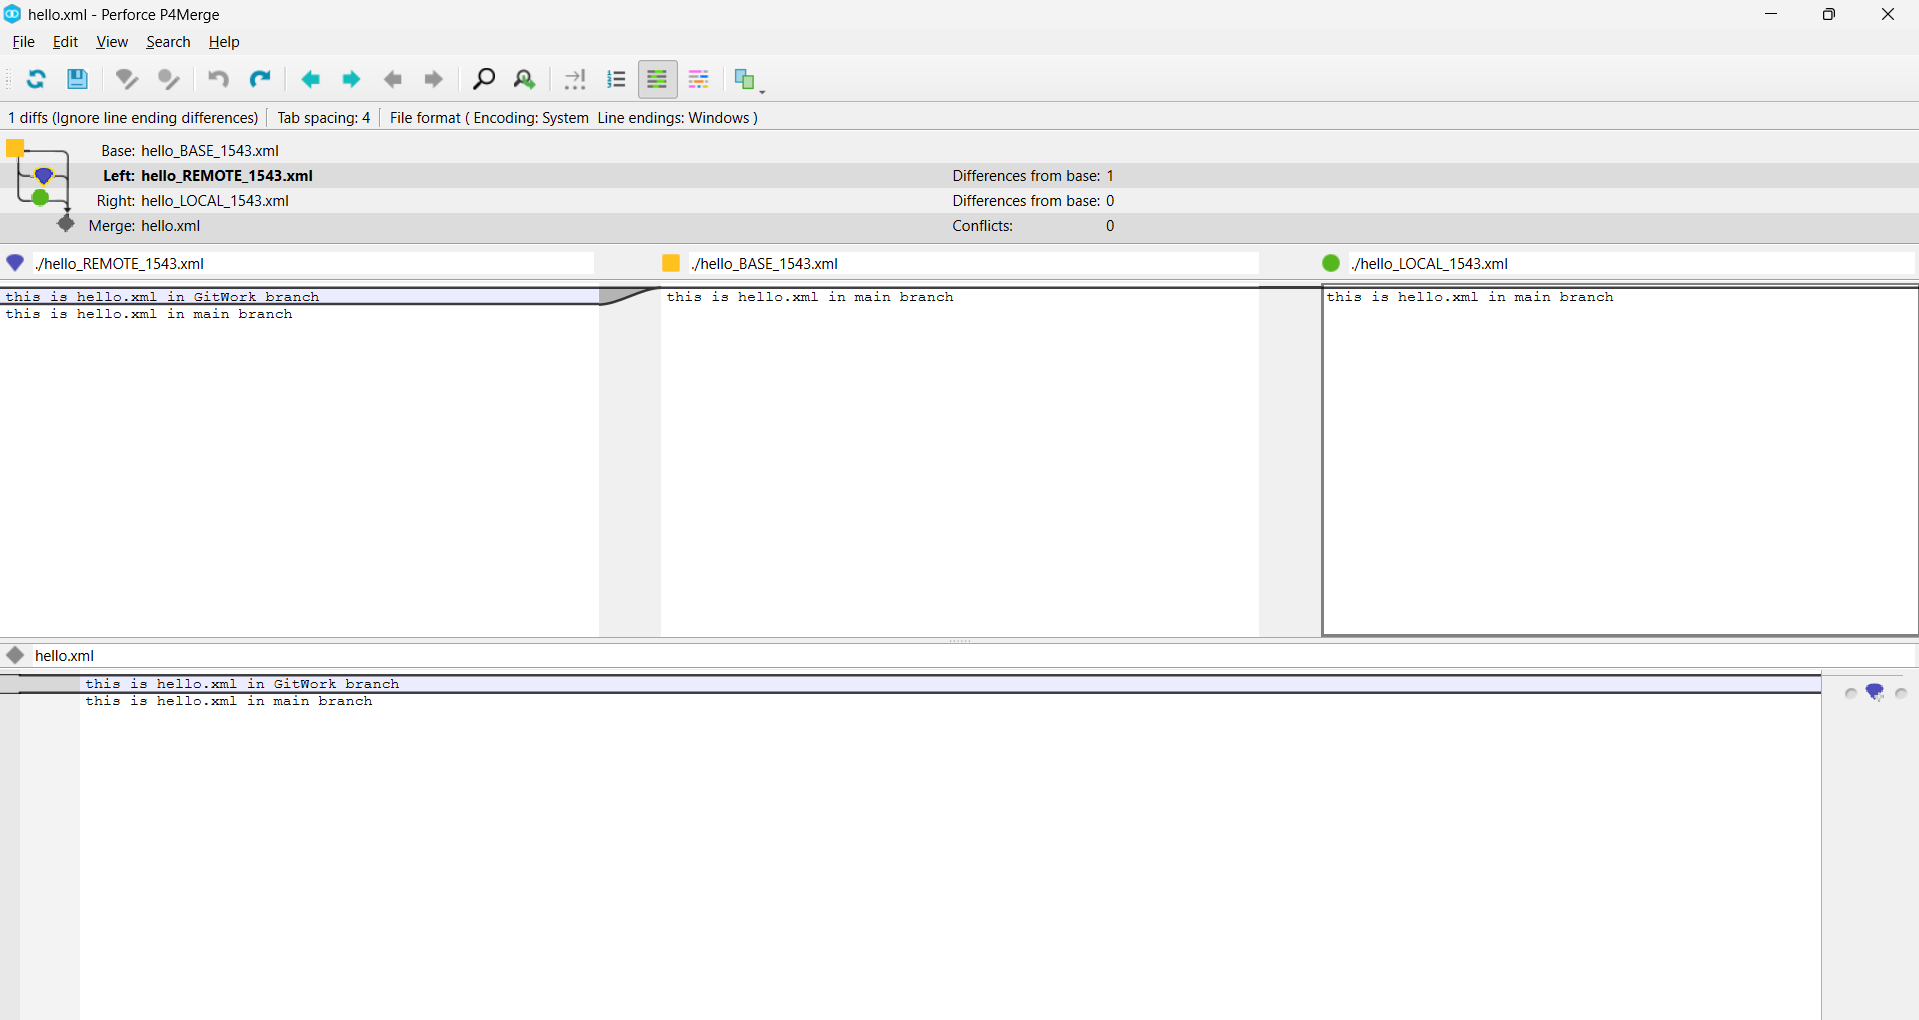 hello.xml - Perforce P4Merge
File Edit View Search Help
1 diffs (Ignore line ending differences) Tab spacing: 4 File format ( Encoding: System Line endings: Windows )
Base: hello_BASE_1543.xml
Left: hello_REMOTE_1543.xml Differences from base: 1
Right: hello_LOCAL_1543.xml Differences from base: 0
Merge: hello.xml Conflicts: 0
./hello_REMOTE_1543.xml ./hello_BASE_1543.xml ./hello_LOCAL_1543.xml
this is hello.xml in GitWork branch this is hello.xml in main branch this is hello.xml in main branch
this is hello.xml in main branch
hello.xml
this is hello.xml in GitWork branch
this is hello.xml in main branch